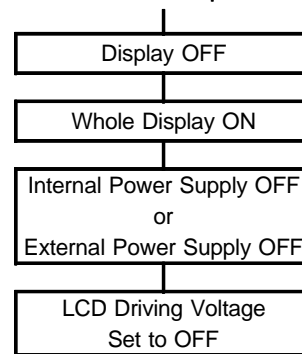 Display OFF
Whole Display ON
Internal Power Supply OFF
or
External Power Supply OFF
LCD Driving Voltage
Set to OFF